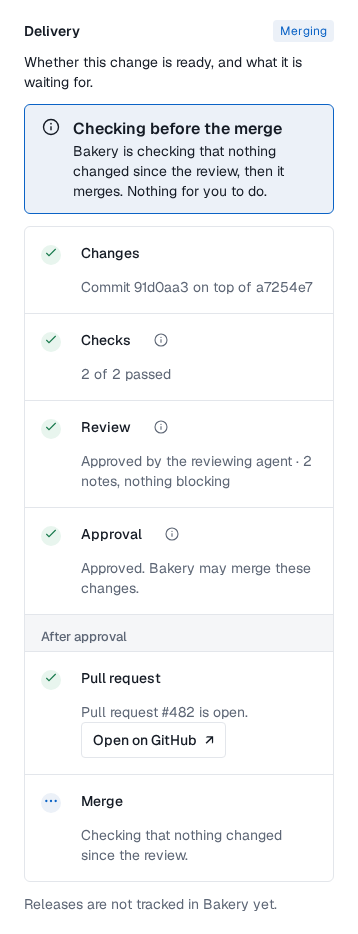 Delivery
Merging
Whether this change is ready, and what it is
waiting for.
Checking before the merge
Bakery is checking that nothing
changed since the review, then it
merges. Nothing for you to do.
Changes
Commit 91d0aa3 on top of a7254e7
Checks
2 of 2 passed
Review
Approved by the reviewing agent · 2
notes, nothing blocking
Approval
Approved. Bakery may merge these
changes.
After approval
Pull request
Pull request #482 is open.
Open on GitHub
Merge
Checking that nothing changed
since the review.
Releases are not tracked in Bakery yet.